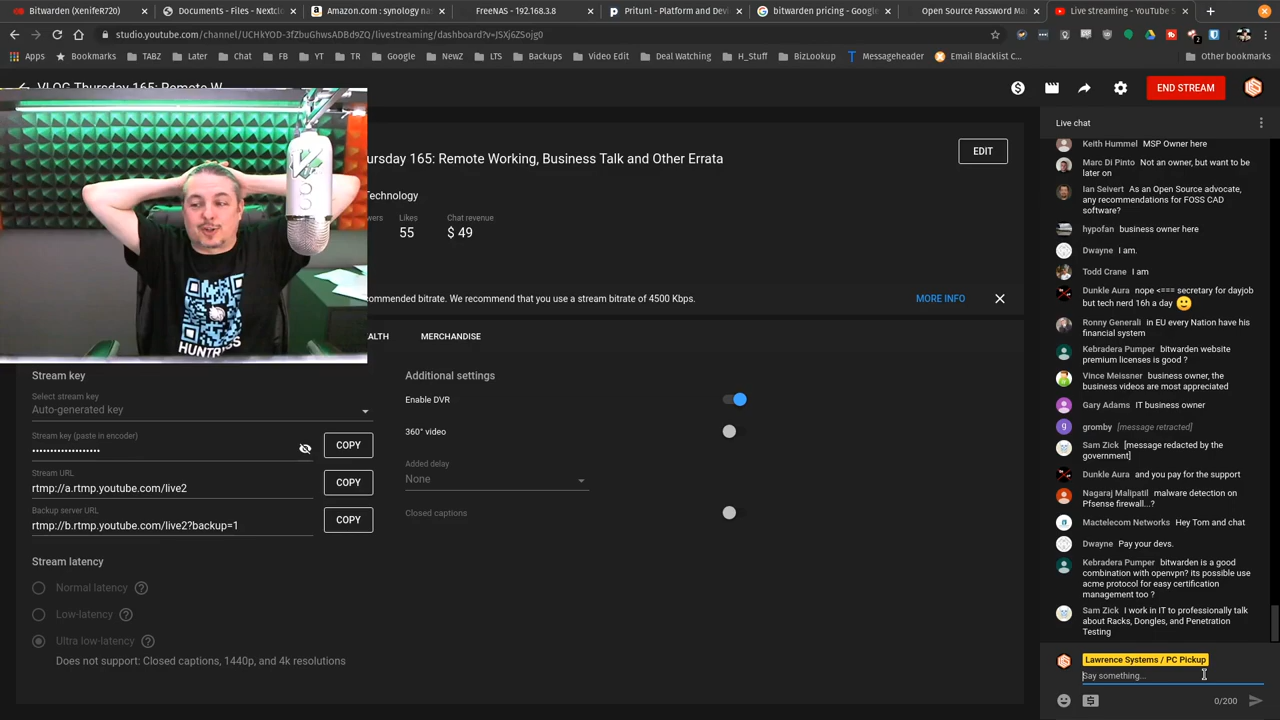 Bitwarden (XeniferR720)
Documents - Files - Nextcl
Amazon.com : synology na
FreeNAS - 192.168.3.8
Pritunl - Platform and Dev
bitwarden pricing - Google
Open Source Password Ma
Live streaming - YouTube S
studio.youtube.com/channel/UCHkYOD-3fZbuGhwsADBd9ZQ/livestreaming/dashboard?v=JSXj6ZSojg0
Apps
Bookmarks
TABZ
Later
Chat
FB
YT
TR
Google
NewZ
LTS
Backups
Video Edit
Deal Watching
H_Stuff
BizLookup
Messageheader
Email Blacklist C...
Other bookmarks
VLOG Thursday 165: Remote W
END STREAM
ursday 165: Remote Working, Business Talk and Other Errata
EDIT
Technology
wers
Likes
Chat revenue
55
$ 49
ommended bitrate. We recommend that you use a stream bitrate of 4500 Kbps.
MORE INFO
ALTH
MERCHANDISE
HUNTRESS
Stream key
Select stream key
Auto-generated key
Stream key (paste in encoder)
•••••••••••••••••••
COPY
Stream URL
rtmp://a.rtmp.youtube.com/live2
COPY
Backup server URL
rtmp://b.rtmp.youtube.com/live2?backup=1
COPY
Stream latency
Normal latency
Low-latency
Ultra low-latency
Does not support: Closed captions, 1440p, and 4k resolutions
Additional settings
Enable DVR
360° video
Added delay
None
Closed captions
Live chat
Keith Hummel MSP Owner here
Marc Di Pinto Not an owner, but want to be
later on
Ian Seivert As an Open Source advocate,
any recommendations for FOSS CAD
software?
hypofan business owner here
Dwayne I am.
Todd Crane I am
Dunkle Aura nope <=== secretary for dayjob
but tech nerd 16h a day 🙂
Ronny Generali in EU every Nation have his
financial system
Kebradera Pumper bitwarden website
premium licenses is good ?
Vince Meissner business owner, the
business videos are most appreciated
Gary Adams IT business owner
9
gromby [message retracted]
Sam Zick [message redacted by the
government]
Dunkle Aura and you pay for the support
Nagaraj Malipatil malware detection on
Pfsense firewall...?
Mactelecom Networks Hey Tom and chat
Dwayne Pay your devs.
Kebradera Pumper bitwarden is a good
combination with openvpn? its possible use
acme protocol for easy certification
management too ?
Sam Zick I work in IT to professionally talk
about Racks, Dongles, and Penetration
Testing
Lawrence Systems / PC Pickup
Say something...
0/200